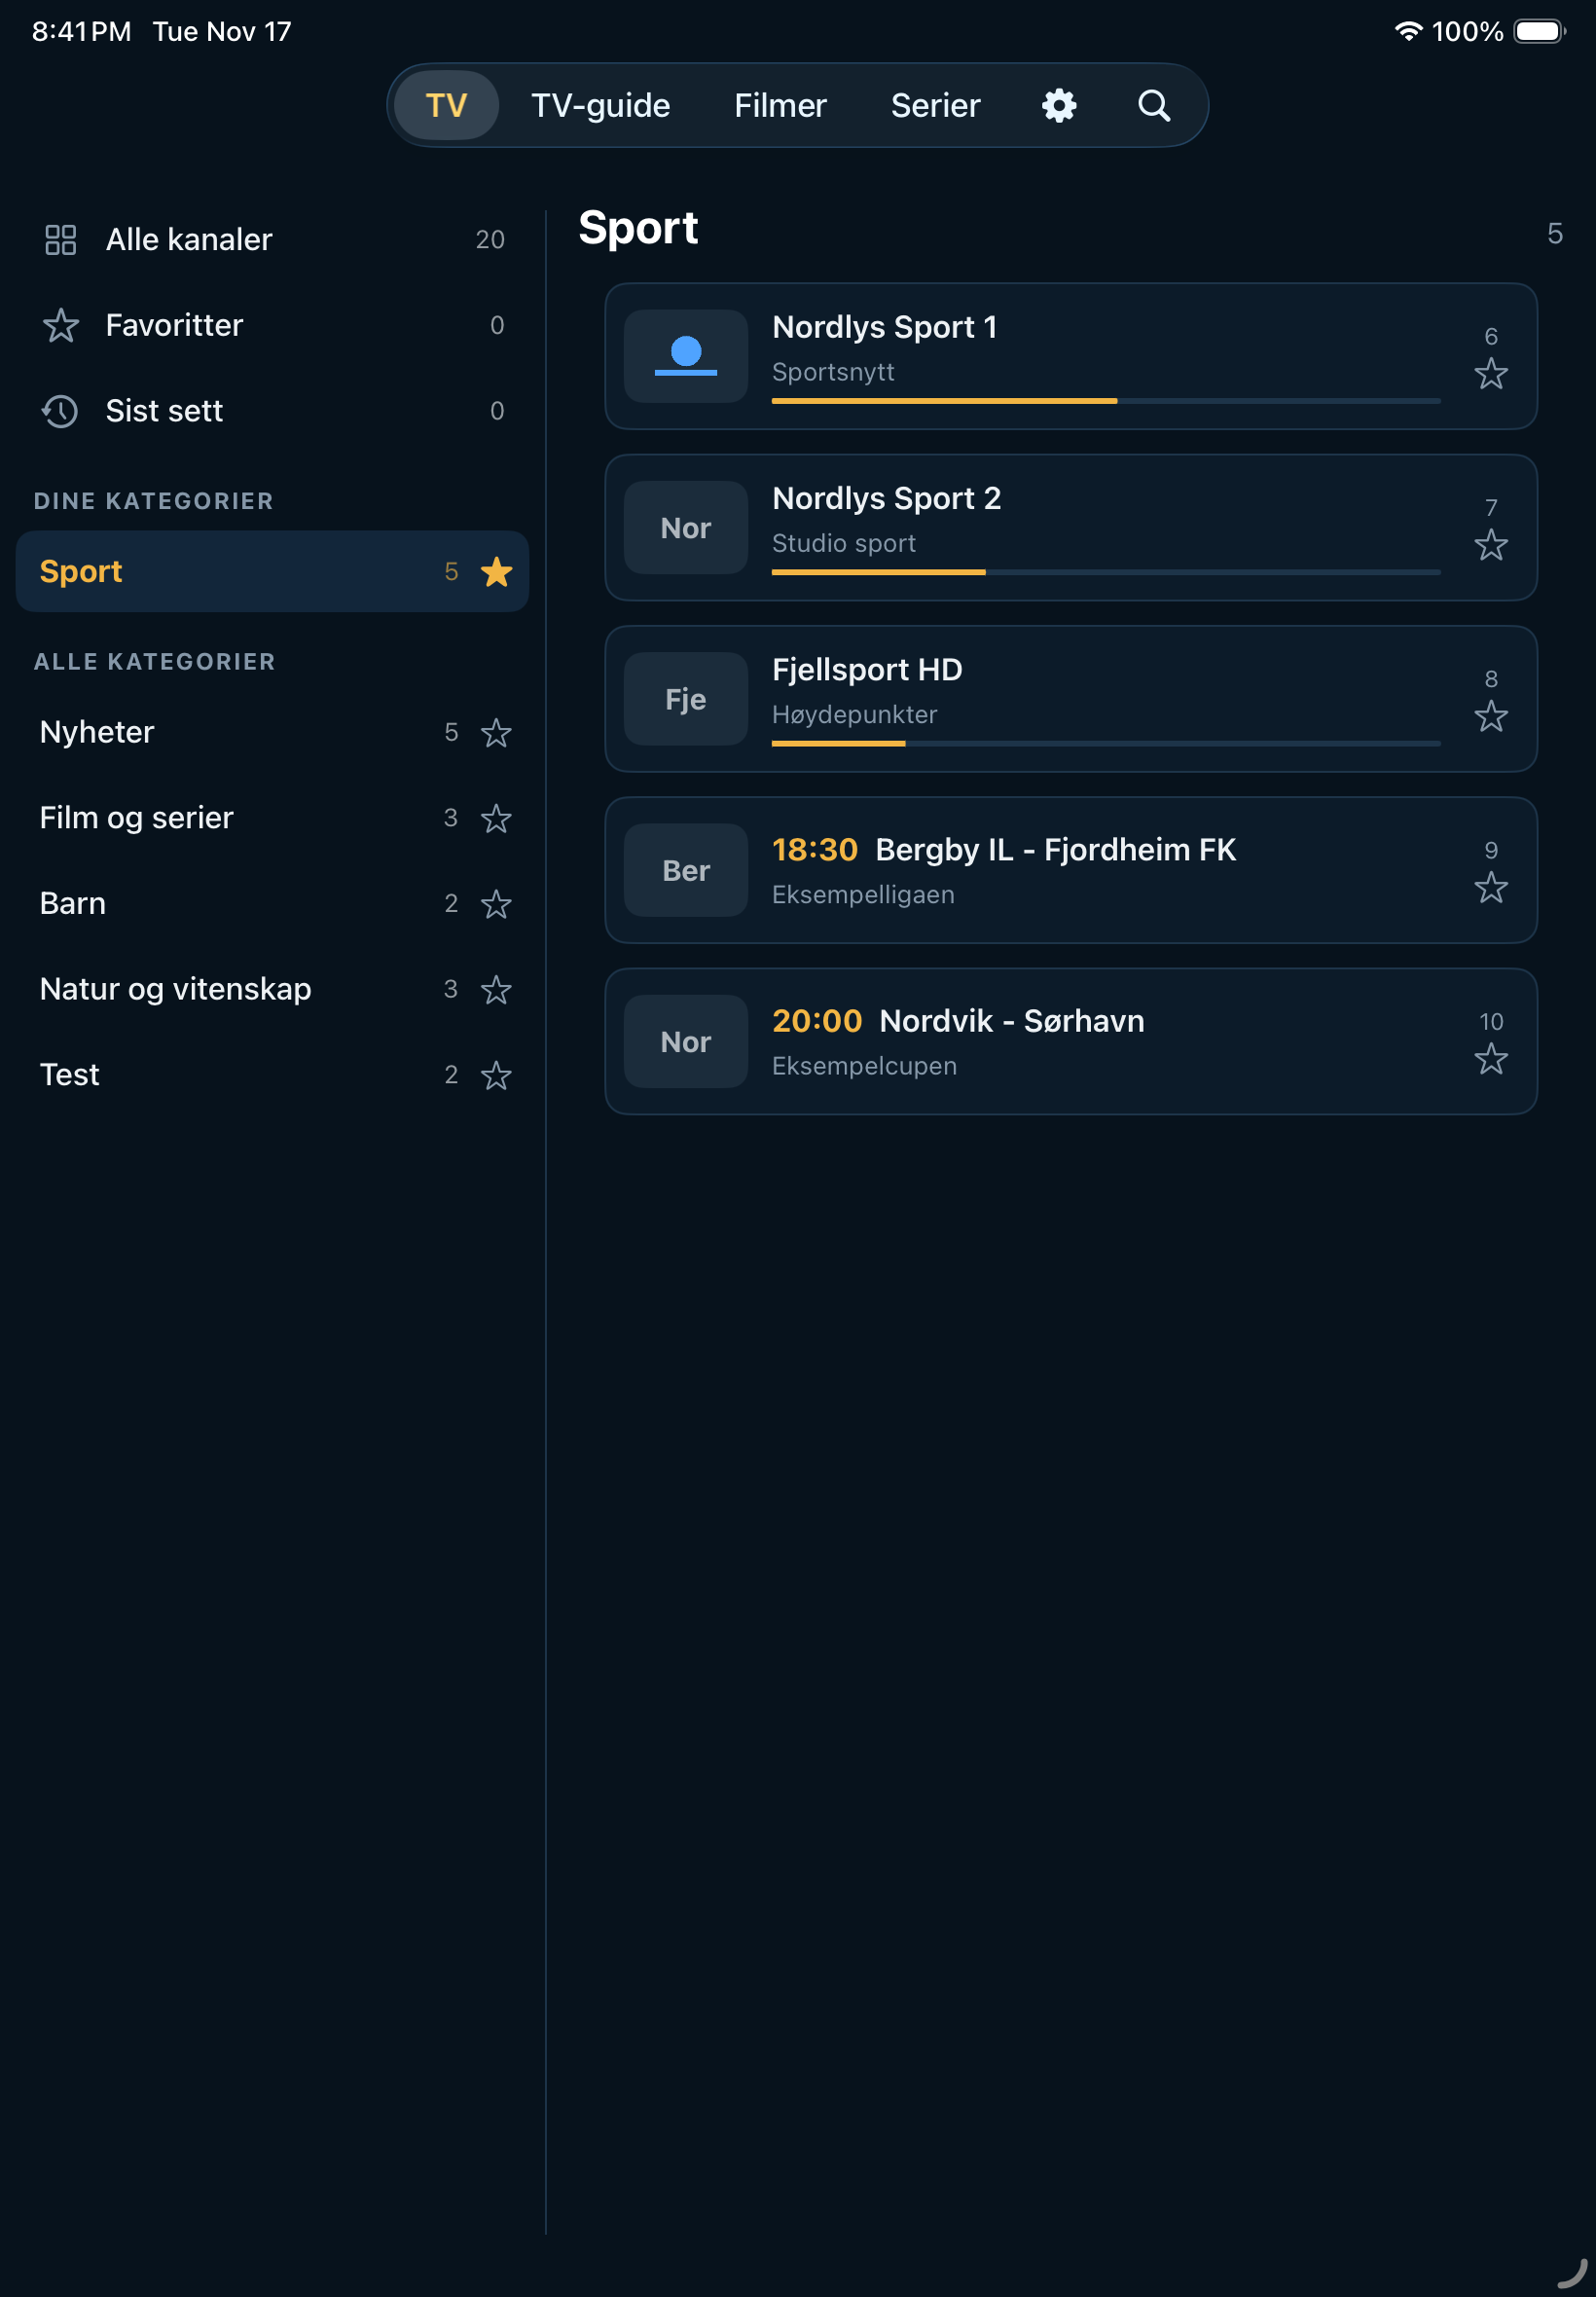 8:41 PM Tue Nov 17 100%
TV TV-guide Filmer Serier
Alle kanaler 20
Favoritter 0
Sist sett 0
DINE KATEGORIER
Sport 5
ALLE KATEGORIER
Nyheter 5
Film og serier 3
Barn 2
Natur og vitenskap 3
Test 2
Sport 5
Nordlys Sport 1 6
Sportsnytt
Nor Nordlys Sport 2 7
Studio sport
Fje Fjellsport HD 8
Høydepunkter
Ber 18:30 Bergby IL - Fjordheim FK 9
Eksempelligaen
Nor 20:00 Nordvik - Sørhavn 10
Eksempelcupen